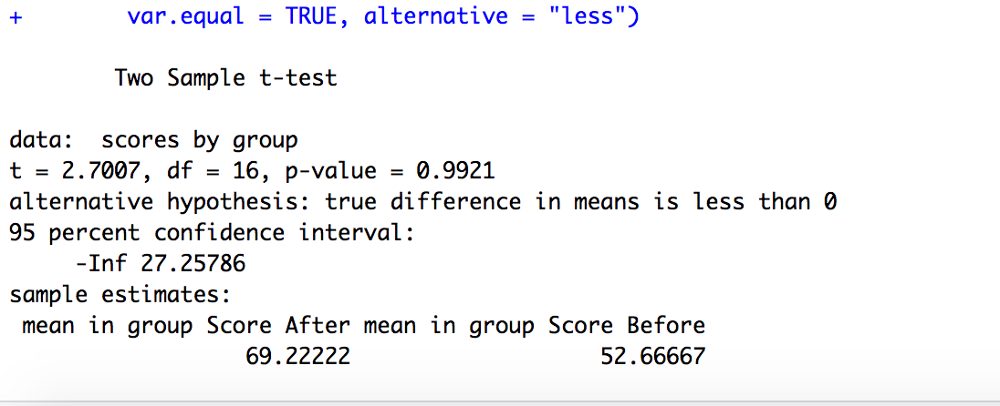 +        var.equal = TRUE, alternative = "less")
Two Sample t-test
data:  scores by group
t = 2.7007, df = 16, p-value = 0.9921
alternative hypothesis: true difference in means is less than 0
95 percent confidence interval:
-Inf 27.25786
sample estimates:
mean in group Score After mean in group Score Before
69.22222                  52.66667